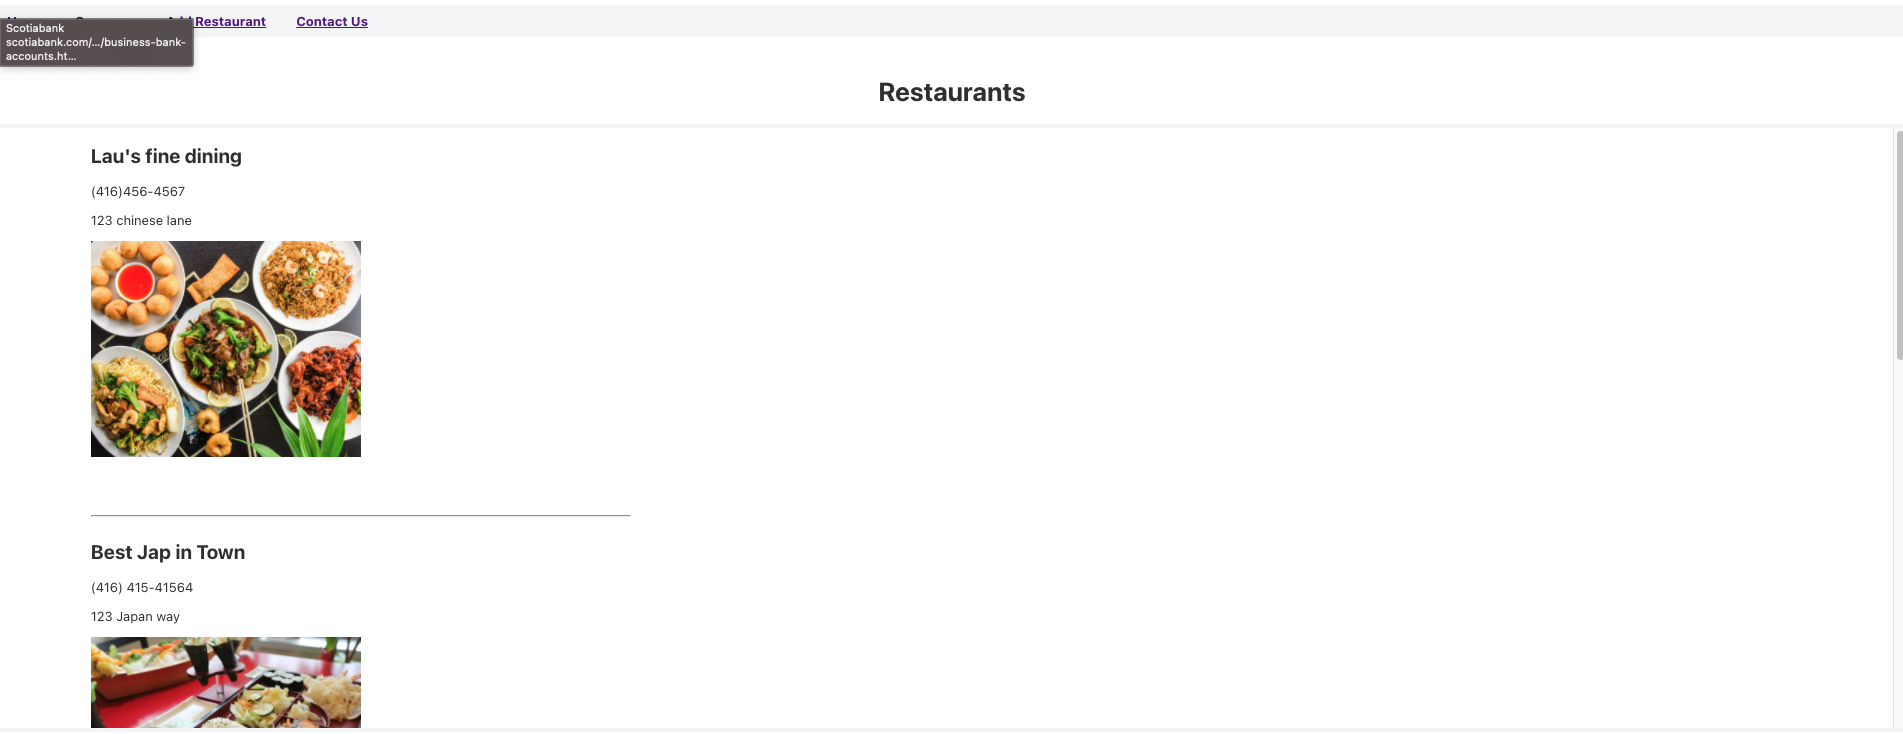 Restaurant Contact Us
Scotiabank
scotiabank.com/.../business-bank-
accounts.ht...
Restaurants
Lau's fine dining
(416)456-4567
123 chinese lane
Best Jap in Town
(416) 415-41564
123 Japan way